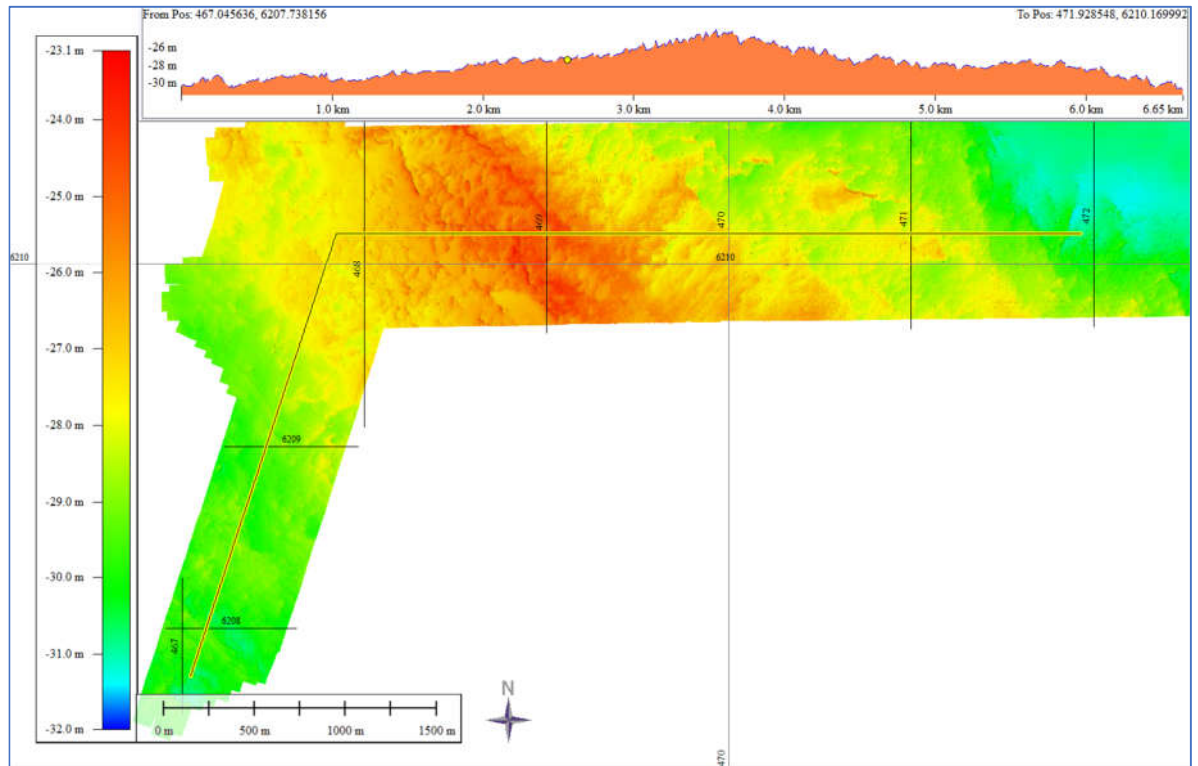 From Pos: 467.045636, 6207.738156
To Pos: 471.928548, 6210.169992
-26 m
-28 m
-30 m
1.0 km
2.0 km
3.0 km
4.0 km
5.0 km
6.0 km
6.65 km
-23.1 m
-24.0 m
-25.0 m
-26.0 m
-27.0 m
-28.0 m
-29.0 m
-30.0 m
-31.0 m
-32.0 m
469
470
471
472
6210
468
6210
6209
6208
467
N
0 m
500 m
1000 m
1500 m
470